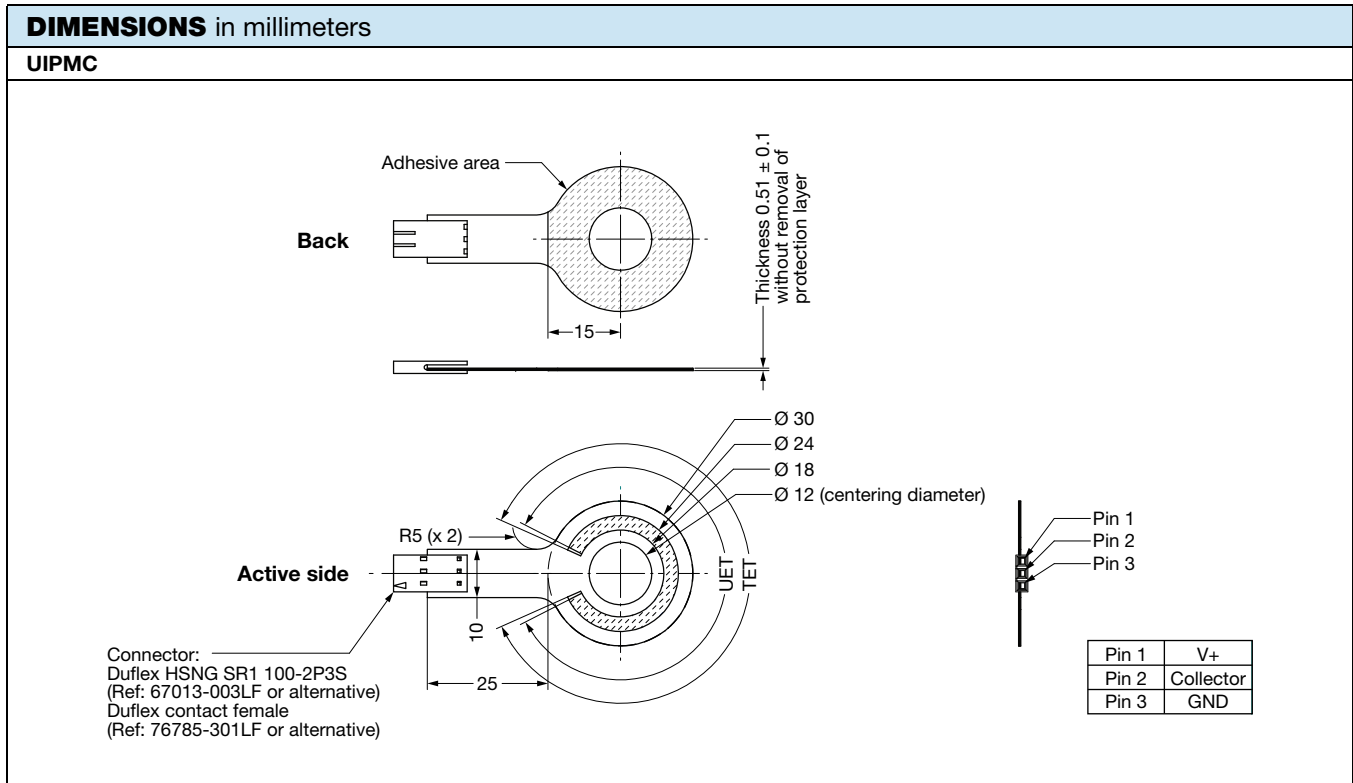 DIMENSIONS in millimeters
UIPMC
Adhesive area
Back
15
Thickness 0.51 ± 0.1
without removal of
protection layer
Ø 30
Ø 24
Ø 18
Ø 12 (centering diameter)
R5 (x 2)
Active side
UET
TET
10
25
Connector:
Duflex HSNG SR1 100-2P3S
(Ref: 67013-003LF or alternative)
Duflex contact female
(Ref: 76785-301LF or alternative)
Pin 1
Pin 2
Pin 3
Pin 1 V+
Pin 2 Collector
Pin 3 GND